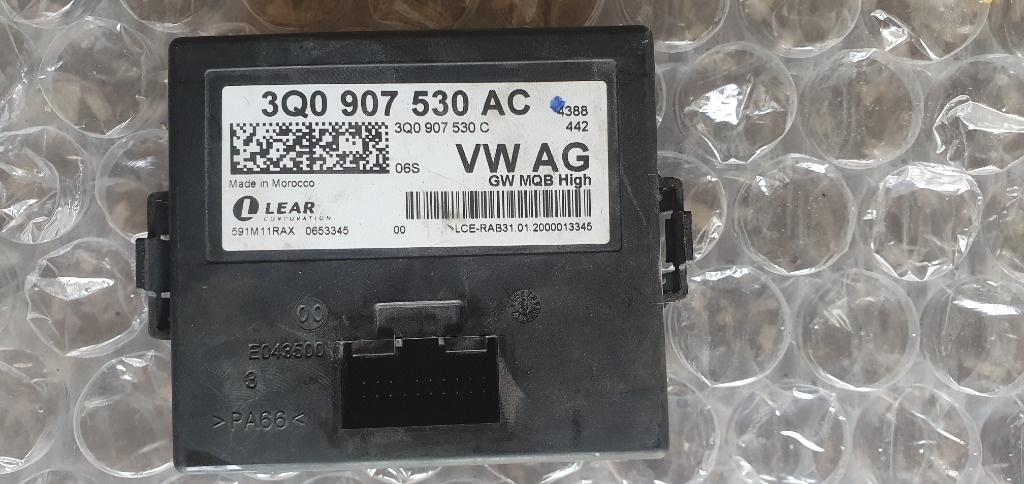 3Q0 907 530 AC 4388
3Q0 907 530 C 442
06S VW AG
GW MQB High
Made in Morocco
LEAR
CORPORATION
591M11RAX 0653345 00 LCE-RAB31.01.2000013345
00
E043500
3
>PA66<